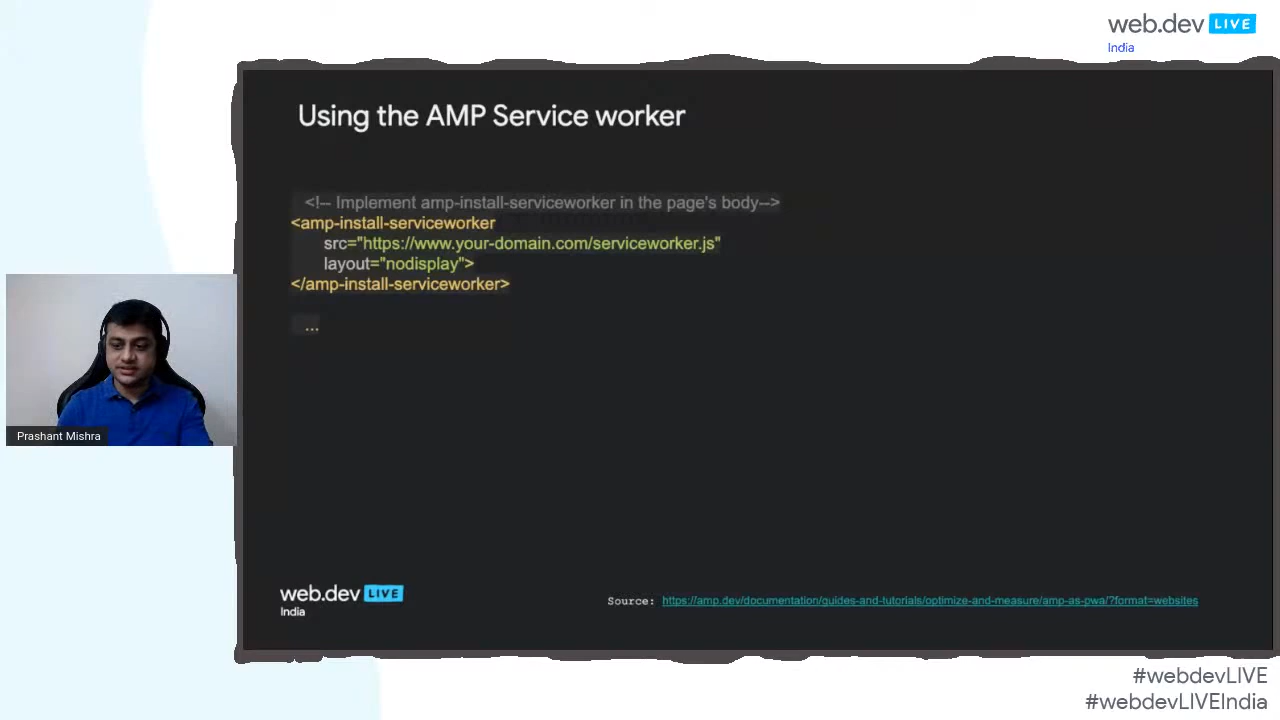 web.dev LIVE
India
Using the AMP Service worker
<!-- Implement amp-install-serviceworker in the page's body-->
<amp-install-serviceworker
src="https://www.your-domain.com/serviceworker.js"
layout="nodisplay">
</amp-install-serviceworker>
...
Prashant Mishra
web.dev LIVE
India
Source: https://amp.dev/documentation/guides-and-tutorials/optimize-and-measure/amp-as-pwa/?format=websites
#webdevLIVE
#webdevLIVEIndia